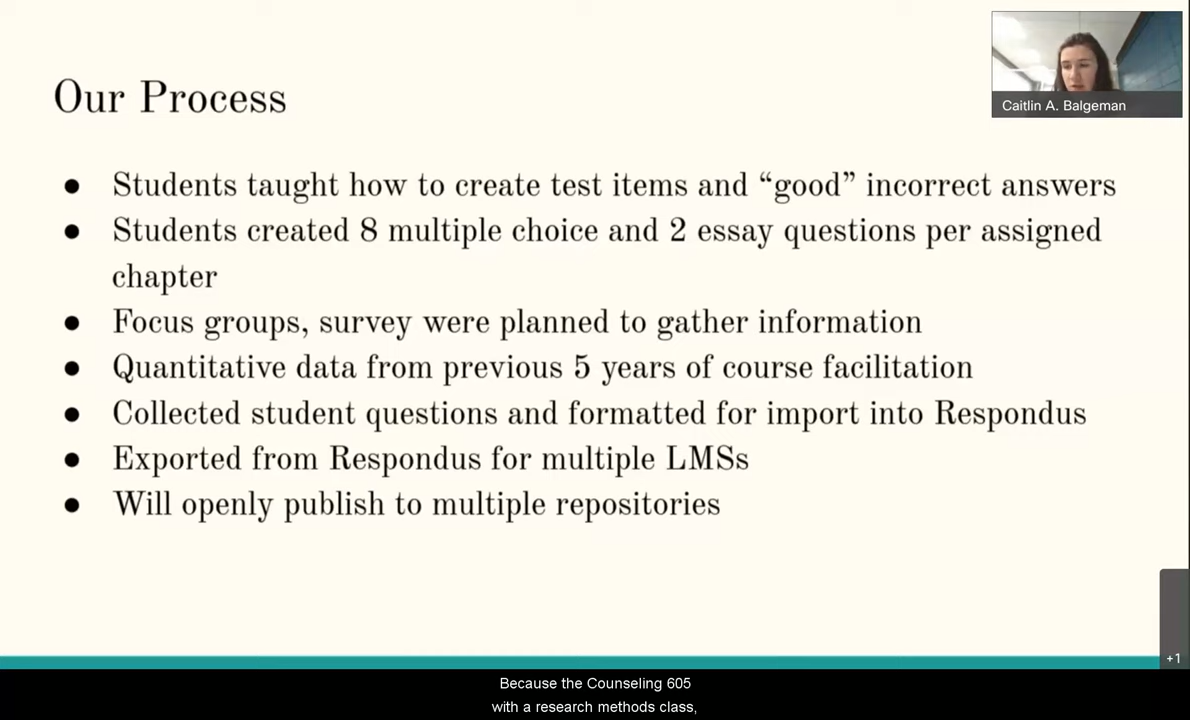 Our Process
Caitlin A. Balgeman
● Students taught how to create test items and “good” incorrect answers
● Students created 8 multiple choice and 2 essay questions per assigned
chapter
● Focus groups, survey were planned to gather information
● Quantitative data from previous 5 years of course facilitation
● Collected student questions and formatted for import into Respondus
● Exported from Respondus for multiple LMSs
● Will openly publish to multiple repositories
+1
Because the Counseling 605
with a research methods class,